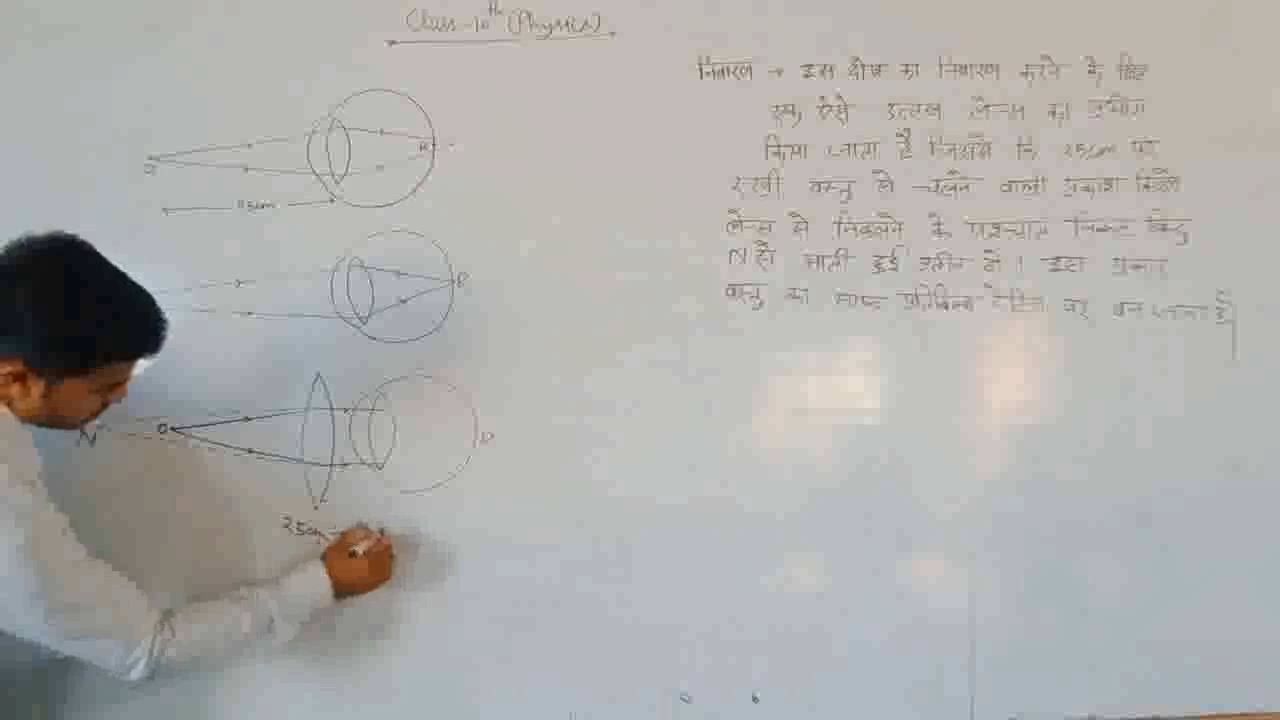 Class-10th (Physics)
निवारण → इस दोष का निवारण करने के लिए
एक ऐसे उत्तल लेन्स का प्रयोग
किया जाता है जिससे कि 25cm पर
रखी वस्तु से चलने वाली प्रकाश किरणें
लेन्स से निकलने के पश्चात निकट बिन्दु
N से आती हुई प्रतीत हो। इस प्रकार
वस्तु का स्पष्ट प्रतिबिम्ब रेटिना पर बन जाता है।
O
R
25cm
R
N
O
R
25cm